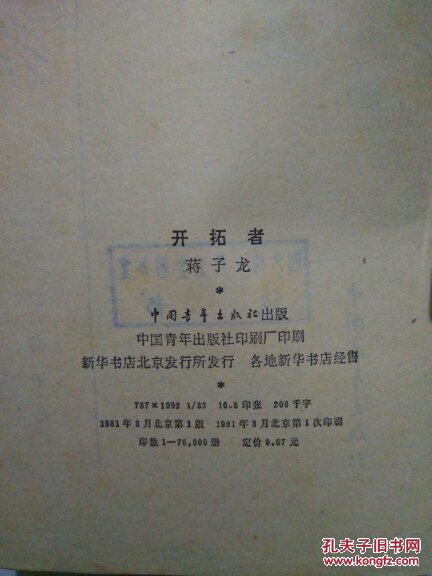 开拓者
蒋子龙
*
中国青年出版社出版
中国青年出版社印刷厂印刷
新华书店北京发行所发行 各地新华书店经售
*
787×1092 1/32 10.5印张 200千字
1981年3月北京第1版 1981年3月北京第1次印刷
印数1—76,000册 定价0.67元
孔夫子旧书网
KONGFZ.COM